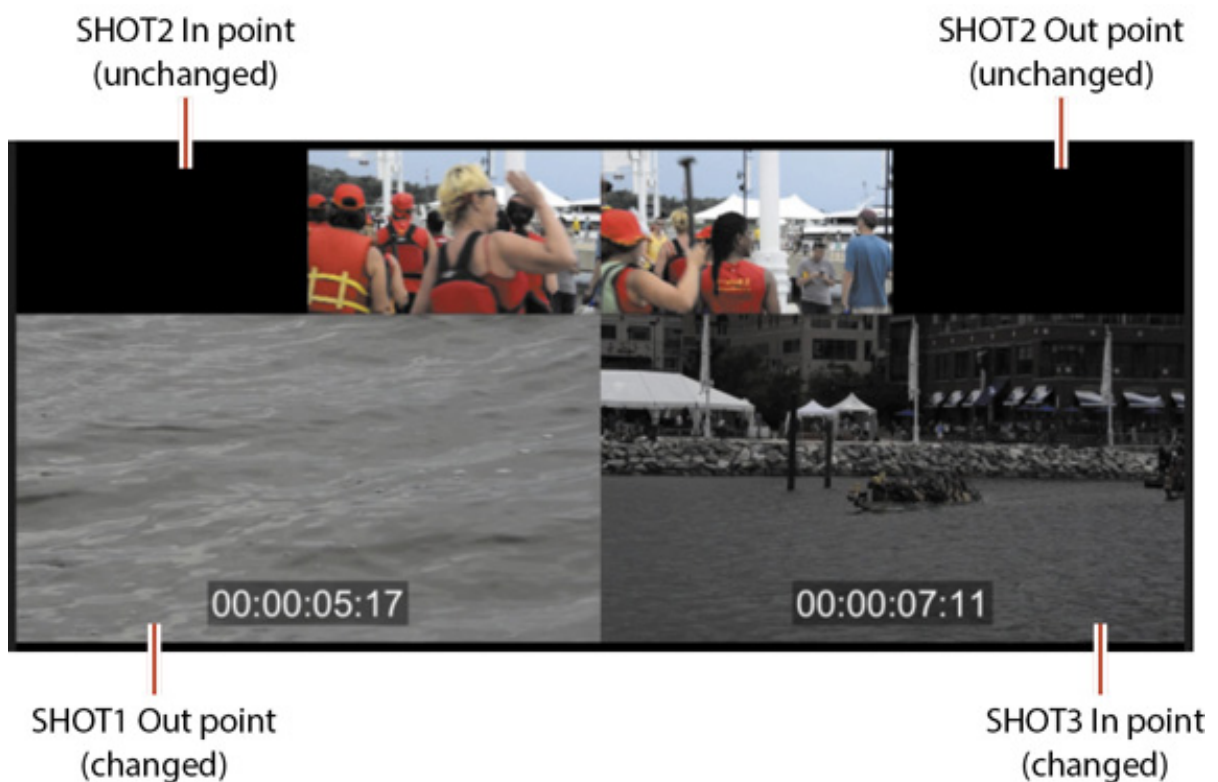 SHOT2 In point
(unchanged)
SHOT2 Out point
(unchanged)
00:00:05:17
00:00:07:11
SHOT1 Out point
(changed)
SHOT3 In point
(changed)